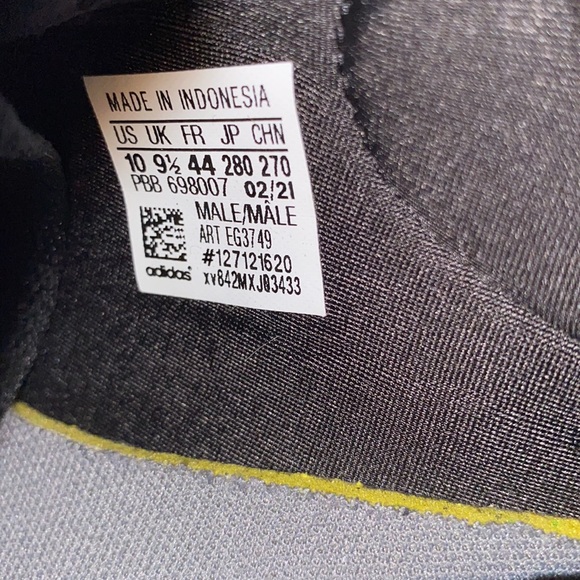 MADE IN INDONESIA
US UK FR JP CHN
10 9½ 44 280 270
PBB 698007 02/21
MALE/MÂLE
ART EG3749
#127121620
xv842MXJ03433
adidas